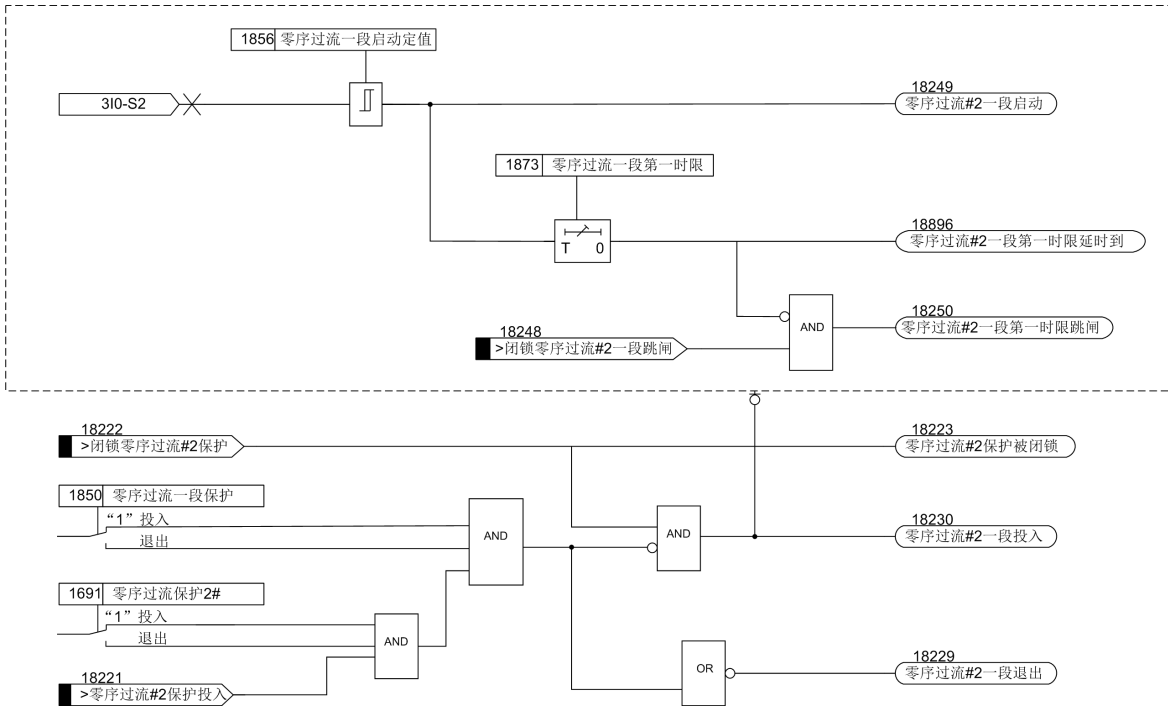 1856 零序过流一段启动定值
3I0-S2
18249
零序过流#2一段启动
1873 零序过流一段第一时限
T 0
18896
零序过流#2一段第一时限延时到
AND
18250
零序过流#2一段第一时限跳闸
18248
>闭锁零序过流#2一段跳闸
18222
>闭锁零序过流#2保护
18223
零序过流#2保护被闭锁
1850 零序过流一段保护
“1”投入
退出
AND
AND
18230
零序过流#2一段投入
1691 零序过流保护2#
“1”投入
退出
AND
18221
>零序过流#2保护投入
OR
18229
零序过流#2一段退出